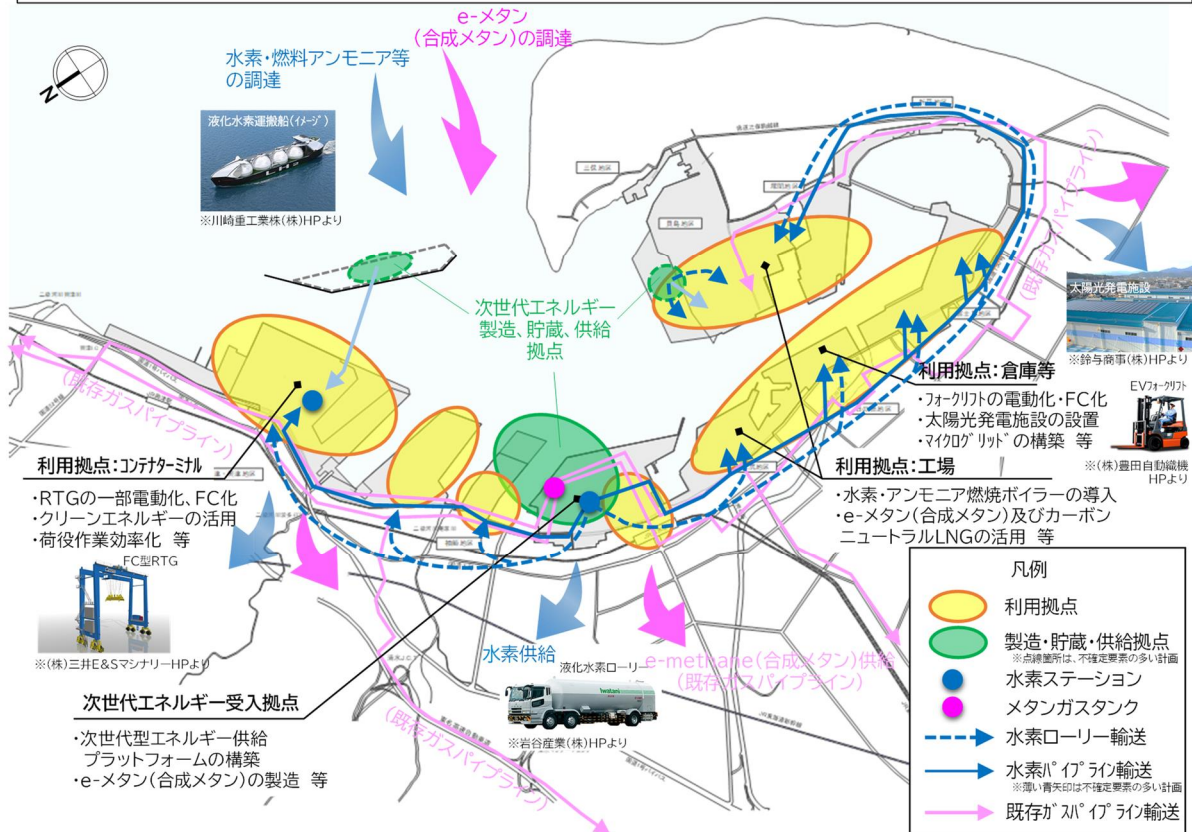 e-メタン
(合成メタン)の調達
水素・燃料アンモニア等
の調達
N
液化水素運搬船(イメージ)
※川崎重工業株(株)HPより
三保地区
貝島地区
次世代エネルギー
製造、貯蔵、供給
拠点
(既存ガスパイプライン)
太陽光発電施設
※鈴与商事(株)HPより
(既存ガスパイプライン)
利用拠点:倉庫等
・フォークリフトの電動化・FC化
・太陽光発電施設の設置
・マイクログリッドの構築 等
EVフォークリフト
※(株)豊田自動織機
HPより
利用拠点:コンテナターミナル
・RTGの一部電動化、FC化
・クリーンエネルギーの活用
・荷役作業効率化 等
FC型RTG
※(株)三井E&SマシナリーHPより
利用拠点:工場
・水素・アンモニア燃焼ボイラーの導入
・e-メタン(合成メタン)及びカーボン
ニュートラルLNGの活用 等
水素供給
液化水素ローリー
Iwatani
※岩谷産業(株)HPより
e-methane(合成メタン)供給
(既存ガスパイプライン)
次世代エネルギー受入拠点
・次世代型エネルギー供給
プラットフォームの構築
・e-メタン(合成メタン)の製造 等
(既存ガスパイプライン)
凡例
利用拠点
製造・貯蔵・供給拠点
※点線箇所は、不確定要素の多い計画
水素ステーション
メタンガスタンク
水素ローリー輸送
水素パイプライン輸送
※薄い青矢印は不確定要素の多い計画
既存ガスパイプライン輸送